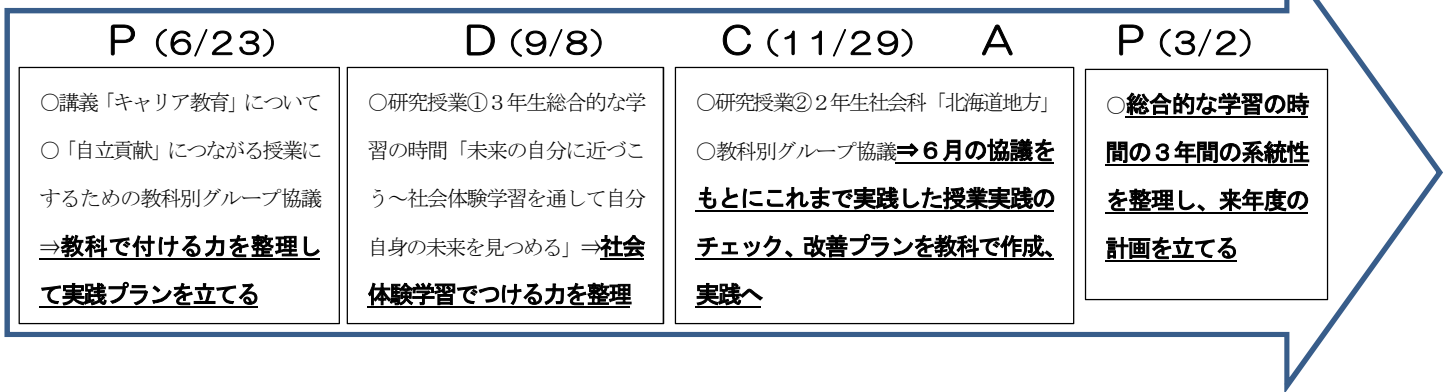 P（6/23）
○講義「キャリア教育」について
○「自立貢献」につながる授業に
するための教科別グループ協議
⇒教科で付ける力を整理し
て実践プランを立てる
D（9/8）
○研究授業①３年生総合的な学
習の時間「未来の自分に近づこ
う～社会体験学習を通して自分
自身の未来を見つめる」⇒社会
体験学習でつける力を整理
C（11/29）　A
○研究授業②２年生社会科「北海道地方」
○教科別グループ協議⇒６月の協議を
もとにこれまで実践した授業実践の
チェック、改善プランを教科で作成、
実践へ
P（3/2）
○総合的な学習の時
間の３年間の系統性
を整理し、来年度の
計画を立てる